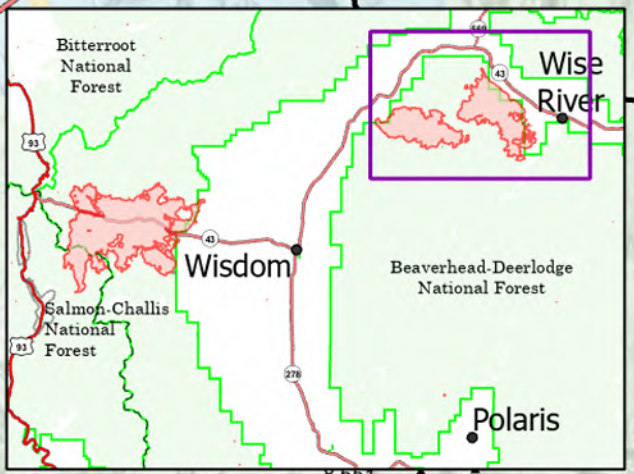 Bitterroot
National
Forest
569
43
Wise
River
93
43
Wisdom
Beaverhead-Deerlodge
National Forest
Salmon-Challis
National
Forest
93
278
Polaris